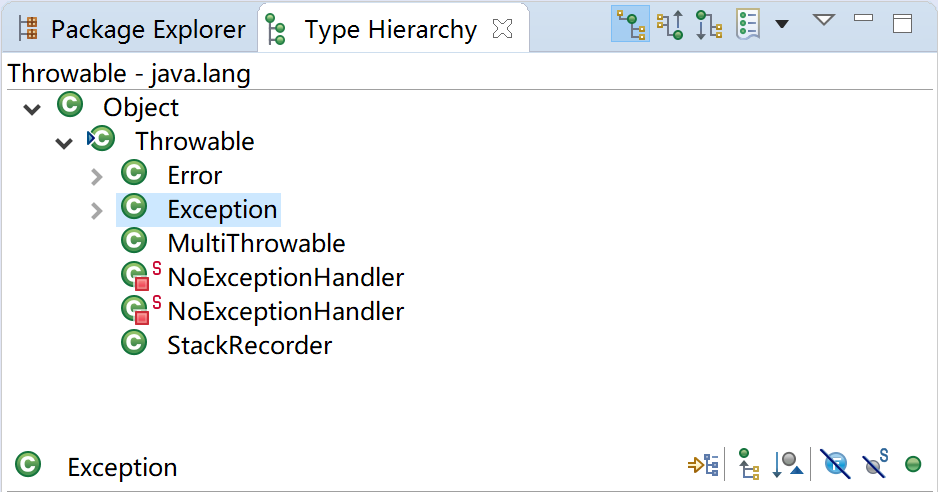 Package Explorer Type Hierarchy
Throwable - java.lang
C Object
C Throwable
C Error
C Exception
C MultiThrowable
C S NoExceptionHandler
C S NoExceptionHandler
C StackRecorder
C Exception
S